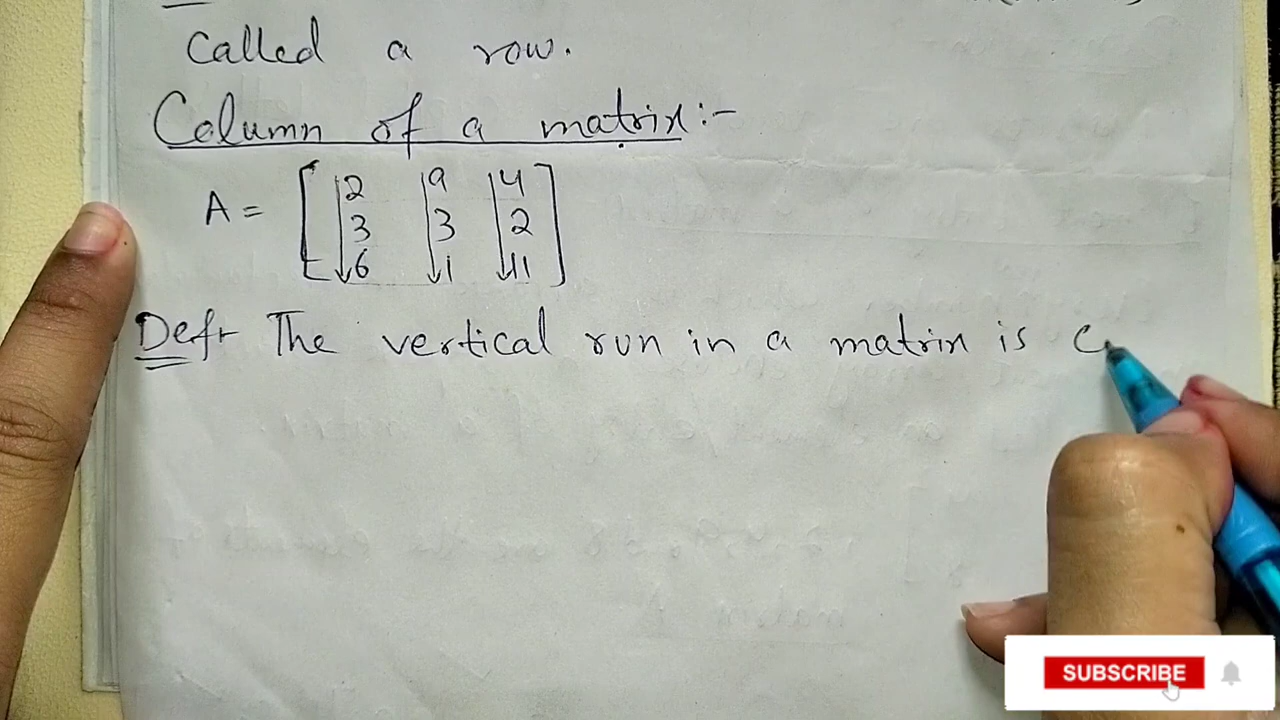 Called a row.
Column of a matrix:-
A = [ 2 9 4
3 3 2
6 1 11 ]
Def:- The vertical run in a matrix is c
SUBSCRIBE